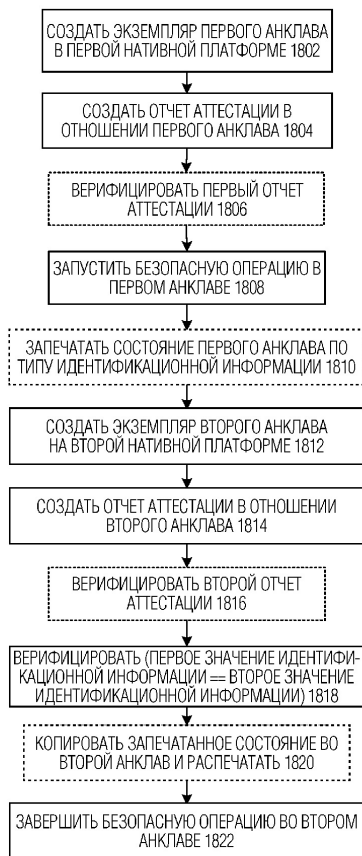 СОЗДАТЬ ЭКЗЕМПЛЯР ПЕРВОГО АНКЛАВА
В ПЕРВОЙ НАТИВНОЙ ПЛАТФОРМЕ 1802
СОЗДАТЬ ОТЧЕТ АТТЕСТАЦИИ В
ОТНОШЕНИИ ПЕРВОГО АНКЛАВА 1804
ВЕРИФИЦИРОВАТЬ ПЕРВЫЙ ОТЧЕТ
АТТЕСТАЦИИ 1806
ЗАПУСТИТЬ БЕЗОПАСНУЮ ОПЕРАЦИЮ В
ПЕРВОМ АНКЛАВЕ 1808
ЗАПЕЧАТАТЬ СОСТОЯНИЕ ПЕРВОГО АНКЛАВА ПО
ТИПУ ИДЕНТИФИКАЦИОННОЙ ИНФОРМАЦИИ 1810
СОЗДАТЬ ЭКЗЕМПЛЯР ВТОРОГО АНКЛАВА
НА ВТОРОЙ НАТИВНОЙ ПЛАТФОРМЕ 1812
СОЗДАТЬ ОТЧЕТ АТТЕСТАЦИИ В ОТНОШЕНИИ
ВТОРОГО АНКЛАВА 1814
ВЕРИФИЦИРОВАТЬ ВТОРОЙ ОТЧЕТ
АТТЕСТАЦИИ 1816
ВЕРИФИЦИРОВАТЬ (ПЕРВОЕ ЗНАЧЕНИЕ ИДЕНТИФИ-
КАЦИОННОЙ ИНФОРМАЦИИ == ВТОРОЕ ЗНАЧЕНИЕ
ИДЕНТИФИКАЦИОННОЙ ИНФОРМАЦИИ) 1818
КОПИРОВАТЬ ЗАПЕЧАТАННОЕ СОСТОЯНИЕ ВО
ВТОРОЙ АНКЛАВ И РАСПЕЧАТАТЬ 1820
ЗАВЕРШИТЬ БЕЗОПАСНУЮ ОПЕРАЦИЮ ВО ВТОРОМ
АНКЛАВЕ 1822